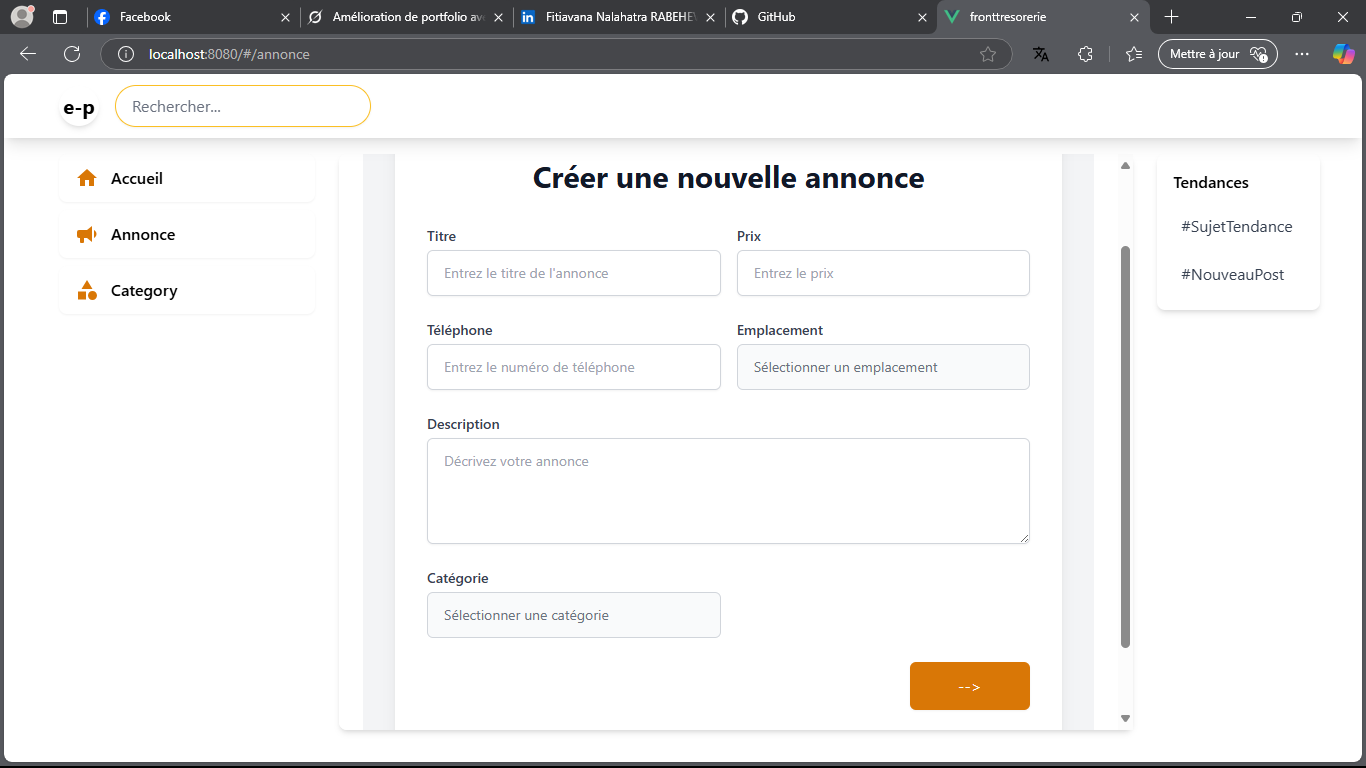 Facebook
Amélioration de portfolio ave
Fitiavana Nalahatra RABEHEV
GitHub
fronttresorerie
localhost:8080/#/annonce
Mettre à jour
e-p
Rechercher...
Accueil
Annonce
Category
Créer une nouvelle annonce
Titre
Prix
Entrez le titre de l'annonce
Entrez le prix
Téléphone
Emplacement
Entrez le numéro de téléphone
Sélectionner un emplacement
Description
Décrivez votre annonce
Catégorie
Sélectionner une catégorie
-->
Tendances
#SujetTendance
#NouveauPost